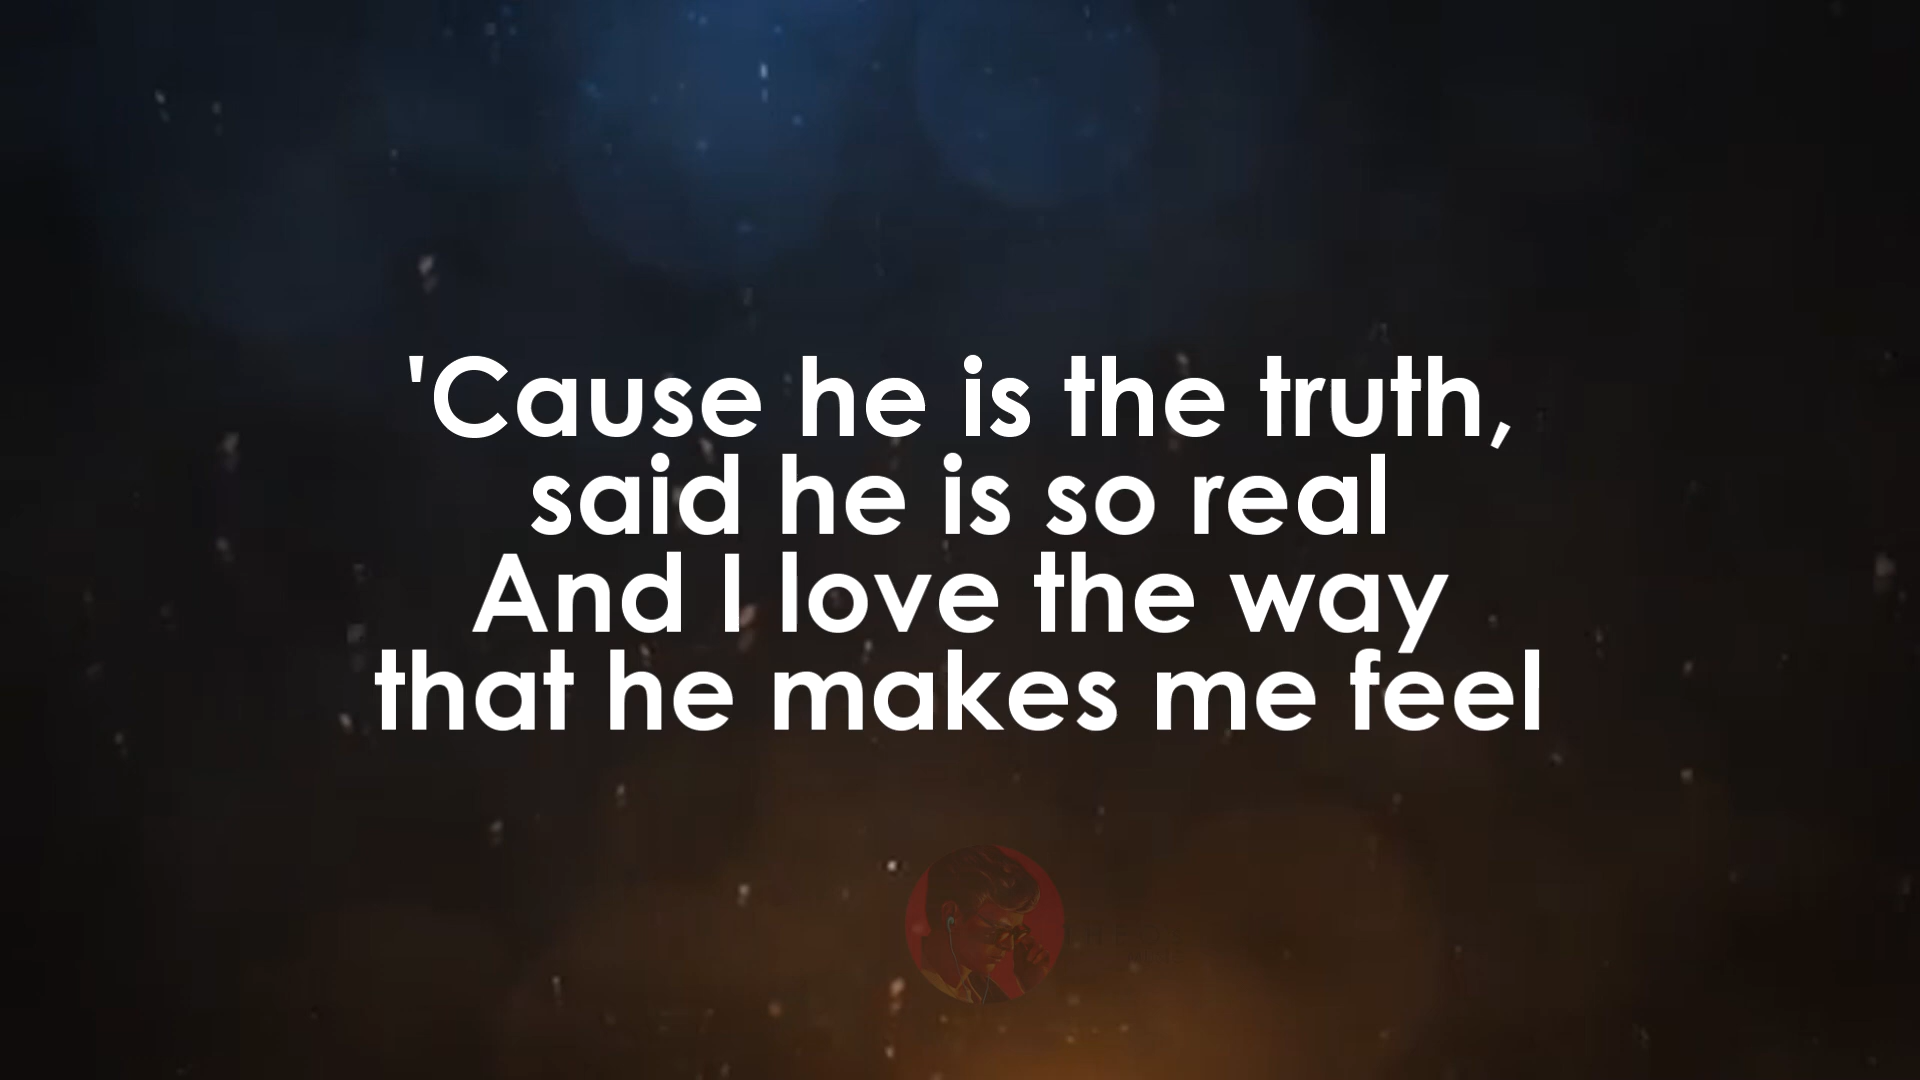 'Cause he is the truth,
said he is so real
And I love the way
that he makes me feel